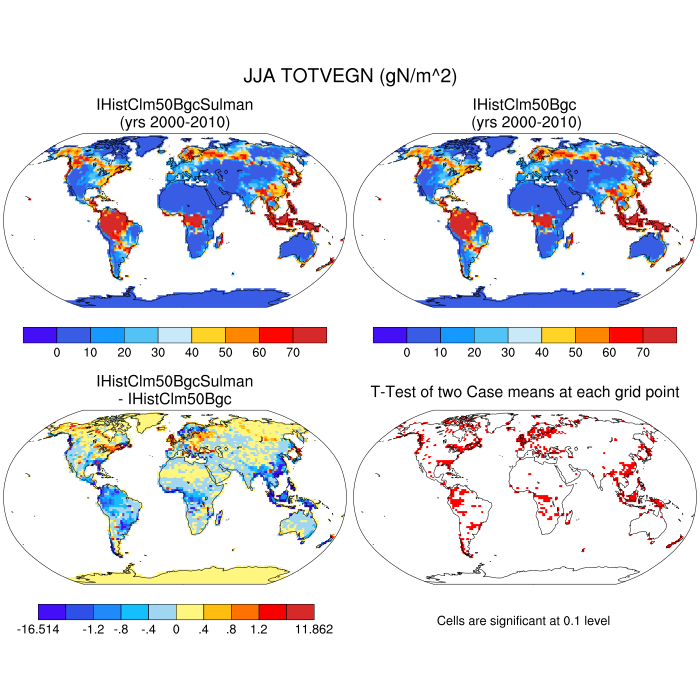 JJA TOTVEGN (gN/m^2)
IHistClm50BgcSulman
(yrs 2000-2010)
IHistClm50Bgc
(yrs 2000-2010)
0 10 20 30 40 50 60 70
0 10 20 30 40 50 60 70
IHistClm50BgcSulman
- IHistClm50Bgc
T-Test of two Case means at each grid point
-16.514 -1.2 -.8 -.4 0 .4 .8 1.2 11.862
Cells are significant at 0.1 level